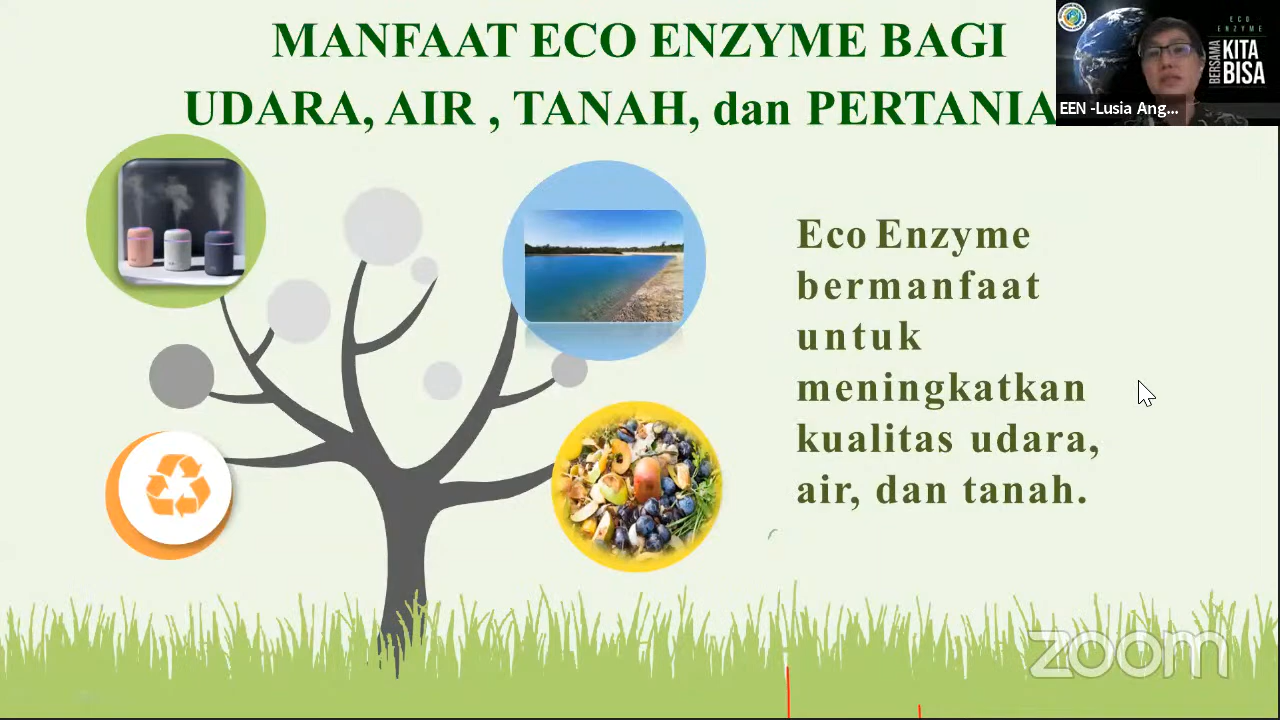 MANFAAT ECO ENZYME BAGI
UDARA, AIR , TANAH, dan PERTANIA
ECO
ENZYME
BERSAMA
KITA
BISA
EEN -Lusia Ang...
Eco Enzyme
bermanfaat
untuk
meningkatkan
kualitas udara,
air, dan tanah.
zoom